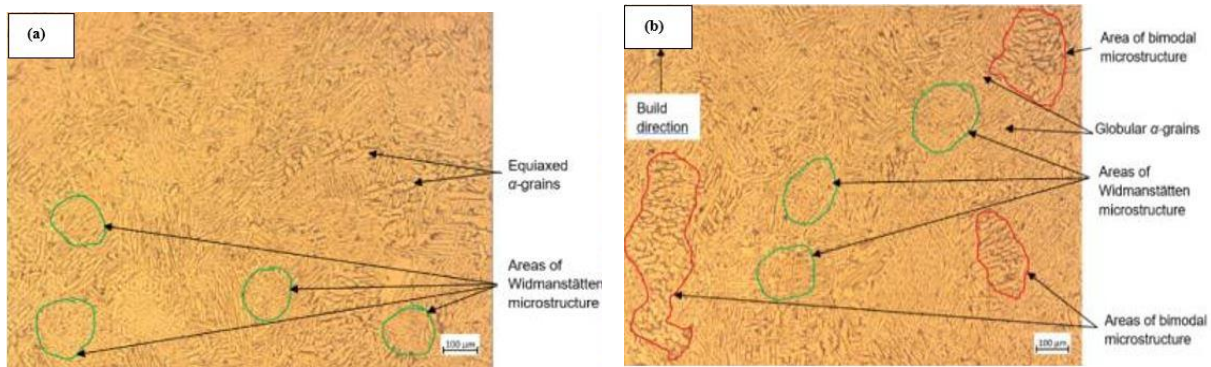 (a)
Equiaxed
α-grains
Areas of
Widmanstätten
microstructure
100 µm
(b)
Build
direction
Area of bimodal
microstructure
Globular α-grains
Areas of
Widmanstätten
microstructure
Areas of bimodal
microstructure
100 µm